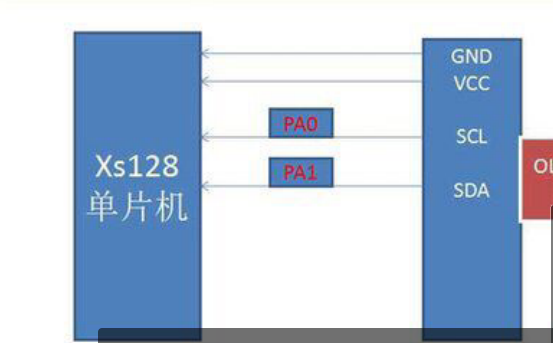 GND
VCC
PA0
SCL
Xs128
单片机
PA1
SDA